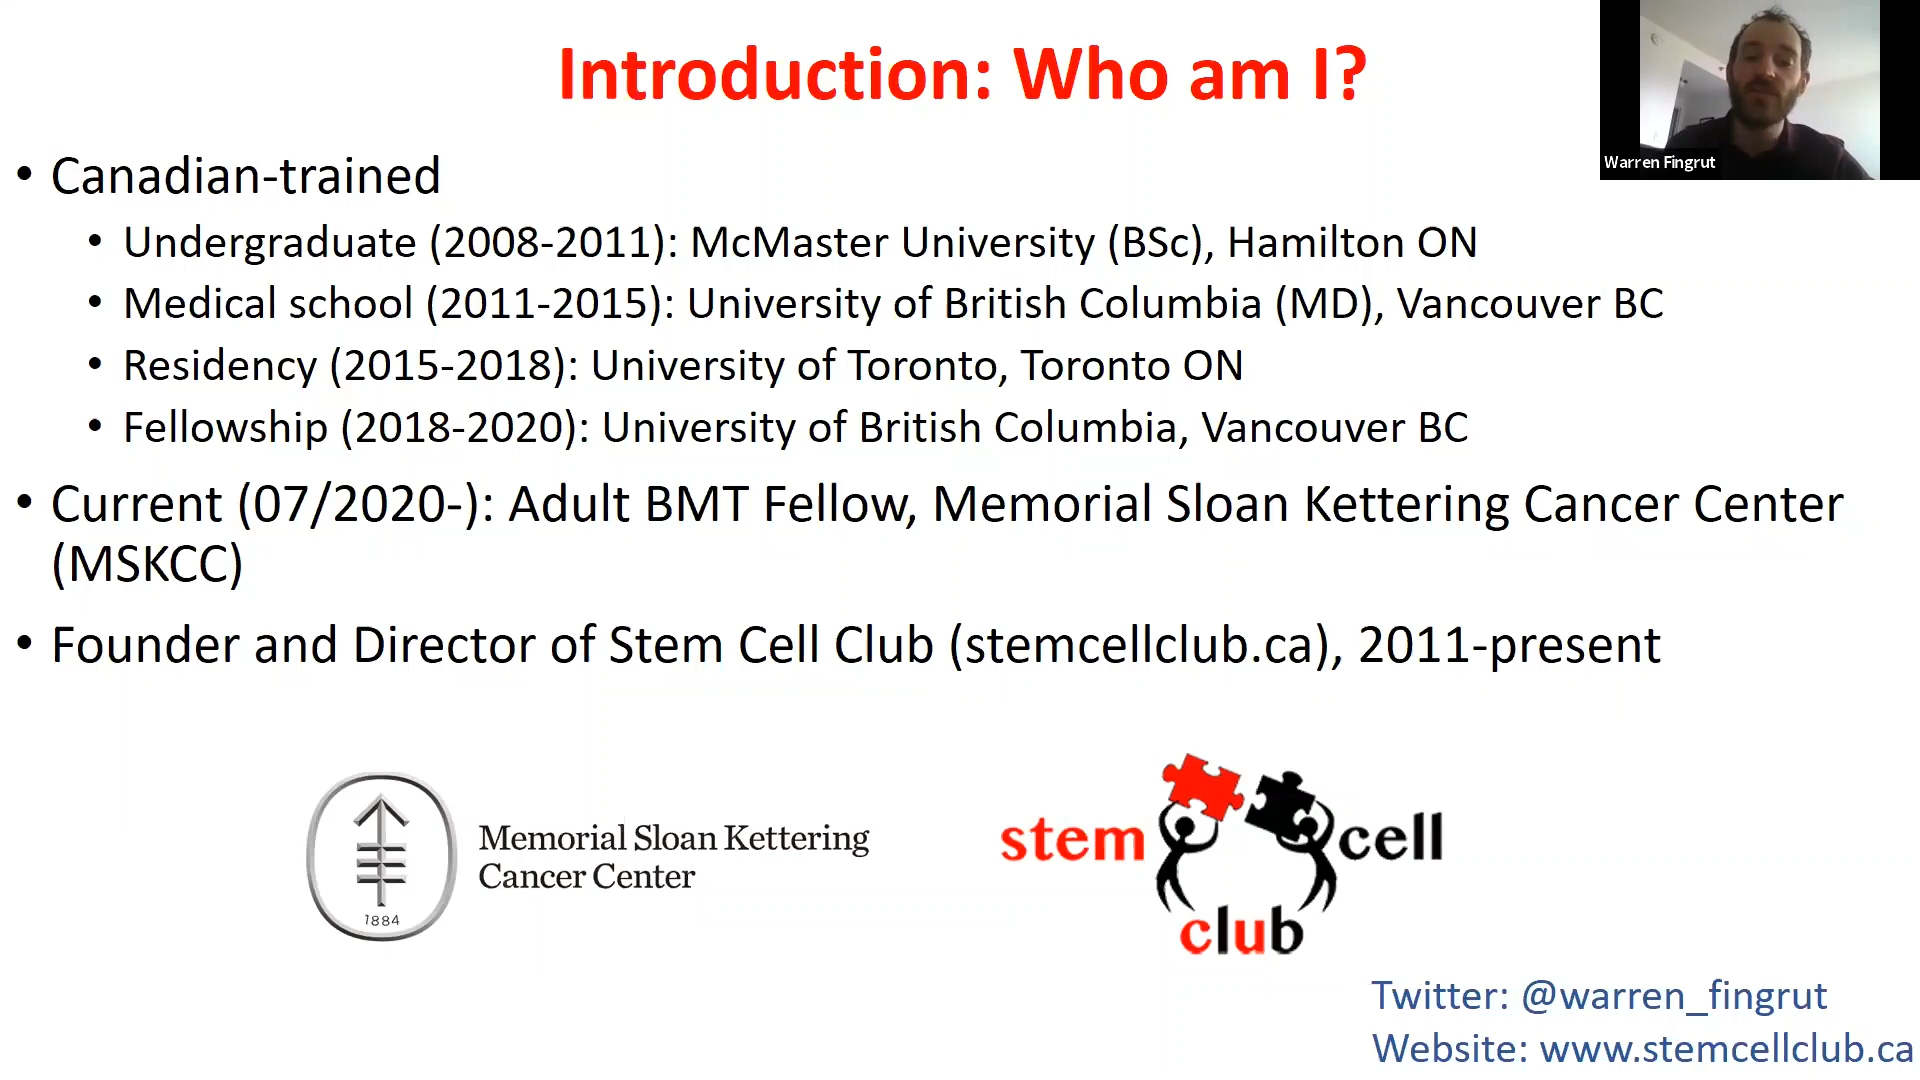 Introduction: Who am I?
Warren Fingrut
• Canadian-trained
• Undergraduate (2008-2011): McMaster University (BSc), Hamilton ON
• Medical school (2011-2015): University of British Columbia (MD), Vancouver BC
• Residency (2015-2018): University of Toronto, Toronto ON
• Fellowship (2018-2020): University of British Columbia, Vancouver BC
• Current (07/2020-): Adult BMT Fellow, Memorial Sloan Kettering Cancer Center
(MSKCC)
• Founder and Director of Stem Cell Club (stemcellclub.ca), 2011-present
1884
Memorial Sloan Kettering
Cancer Center
stem cell
club
Twitter: @warren_fingrut
Website: www.stemcellclub.ca